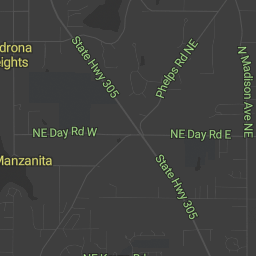 drona
eights
State Hwy 305
Phelps Rd NE
N Madison Ave NE
NE Day Rd W
NE Day Rd E
Manzanita
State Hwy 305